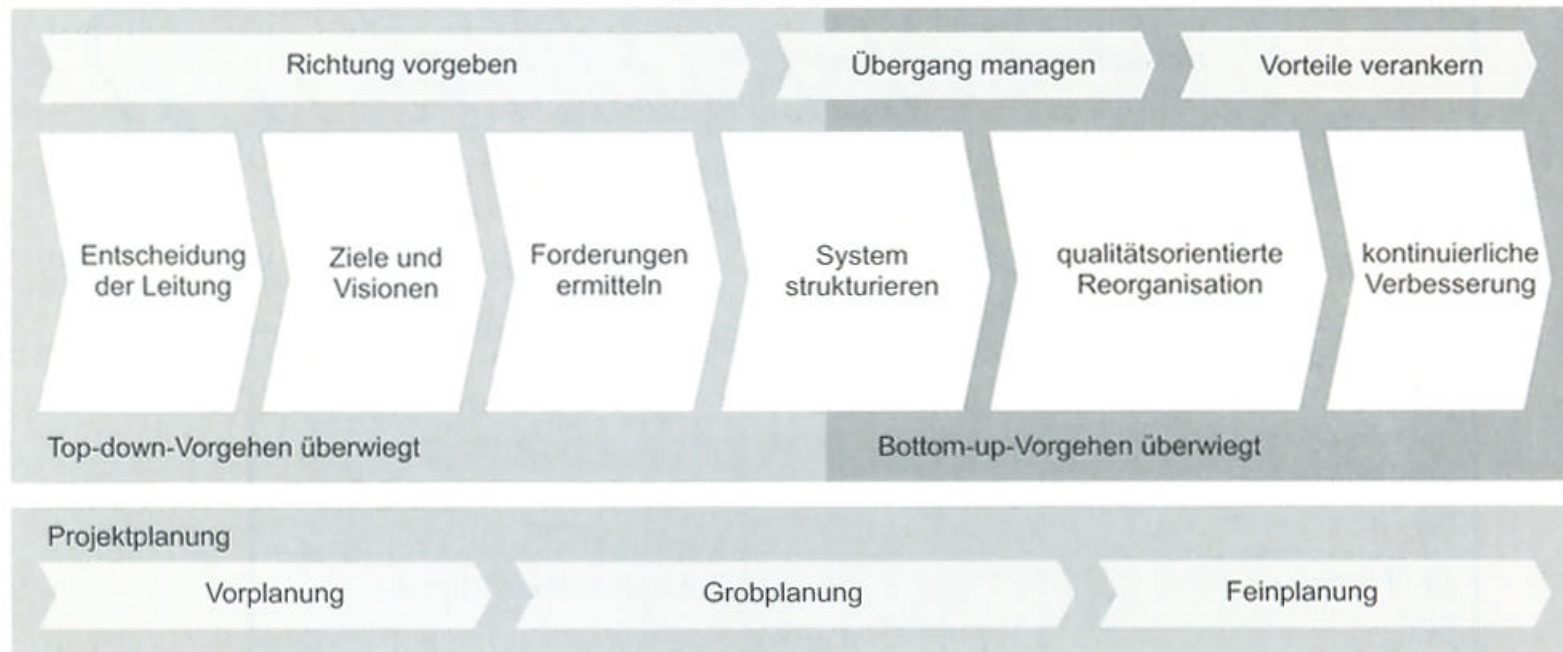 Richtung vorgeben
Übergang managen
Vorteile verankern
Entscheidung
der Leitung
Ziele und
Visionen
Forderungen
ermitteln
System
strukturieren
qualitätsorientierte
Reorganisation
kontinuierliche
Verbesserung
Top-down-Vorgehen überwiegt
Bottom-up-Vorgehen überwiegt
Projektplanung
Vorplanung
Grobplanung
Feinplanung